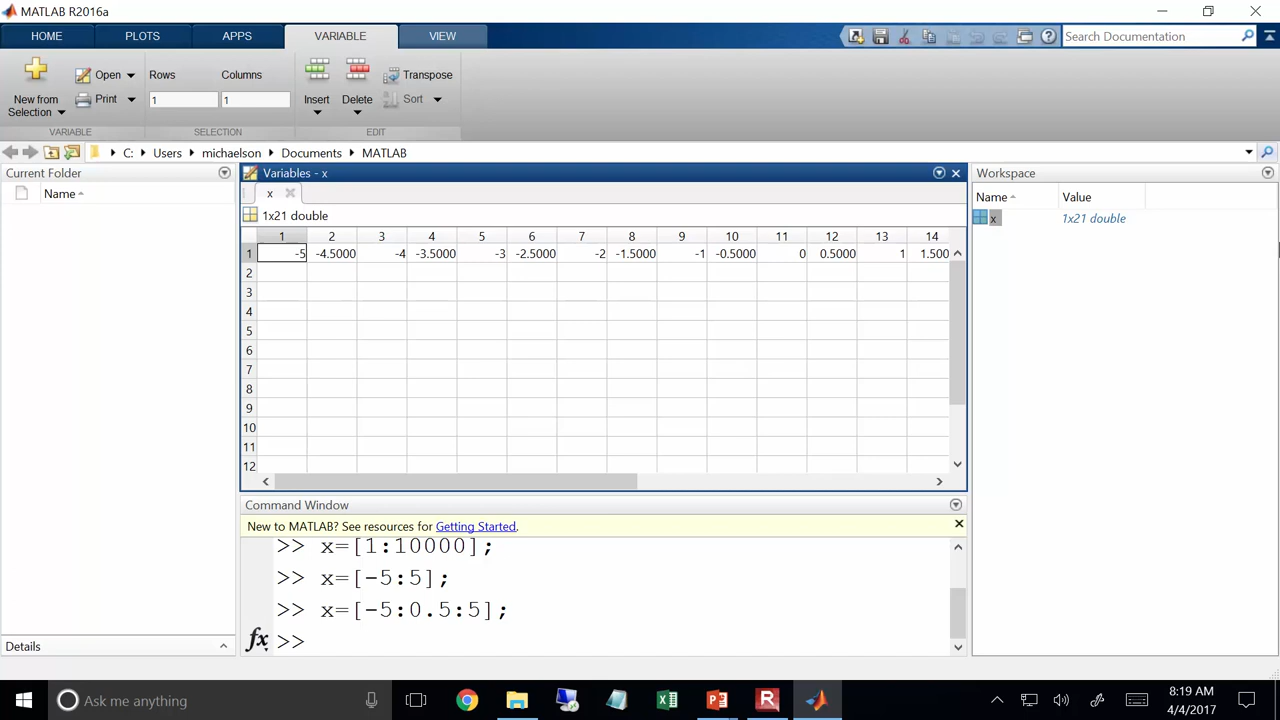 MATLAB R2016a
HOME PLOTS APPS VARIABLE VIEW
Search Documentation
New from Selection
Open
Print
Rows
Columns
1
1
Insert
Delete
Transpose
Sort
VARIABLE SELECTION EDIT
C: Users michaelson Documents MATLAB
Current Folder
Name
Variables - x
x
1x21 double
1 2 3 4 5 6 7 8 9 10 11 12 13 14
1 -5 -4.5000 -4 -3.5000 -3 -2.5000 -2 -1.5000 -1 -0.5000 0 0.5000 1 1.500
2
3
4
5
6
7
8
9
10
11
12
Workspace
Name Value
x 1x21 double
Command Window
New to MATLAB? See resources for Getting Started.
>> x=[1:10000];
>> x=[-5:5];
>> x=[-5:0.5:5];
fx >>
Details
Ask me anything
8:19 AM
4/4/2017